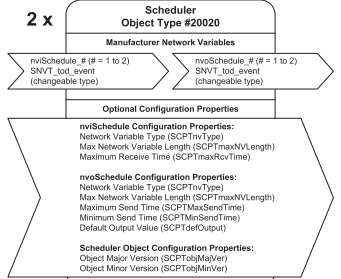 2 x
Scheduler
Object Type #20020
Manufacturer Network Variables
nviSchedule_# (# = 1 to 2)
SNVT_tod_event
(changeable type)
nvoSchedule_# (# = 1 to 2)
SNVT_tod_event
(changeable type)
Optional Configuration Properties
nviSchedule Configuration Properties:
Network Variable Type (SCPTnvType)
Max Network Variable Length (SCPTmaxNVLength)
Maximum Receive Time (SCPTmaxRcvTime)
nvoSchedule Configuration Properties:
Network Variable Type (SCPTnvType)
Max Network Variable Length (SCPTmaxNVLength)
Maximum Send Time (SCPTMaxSendTime)
Minimum Send Time (SCPTMinSendTime)
Default Output Value (SCPTdefOutput)
Scheduler Object Configuration Properties:
Object Major Version (SCPTobjMajVer)
Object Minor Version (SCPTobjMinVer)